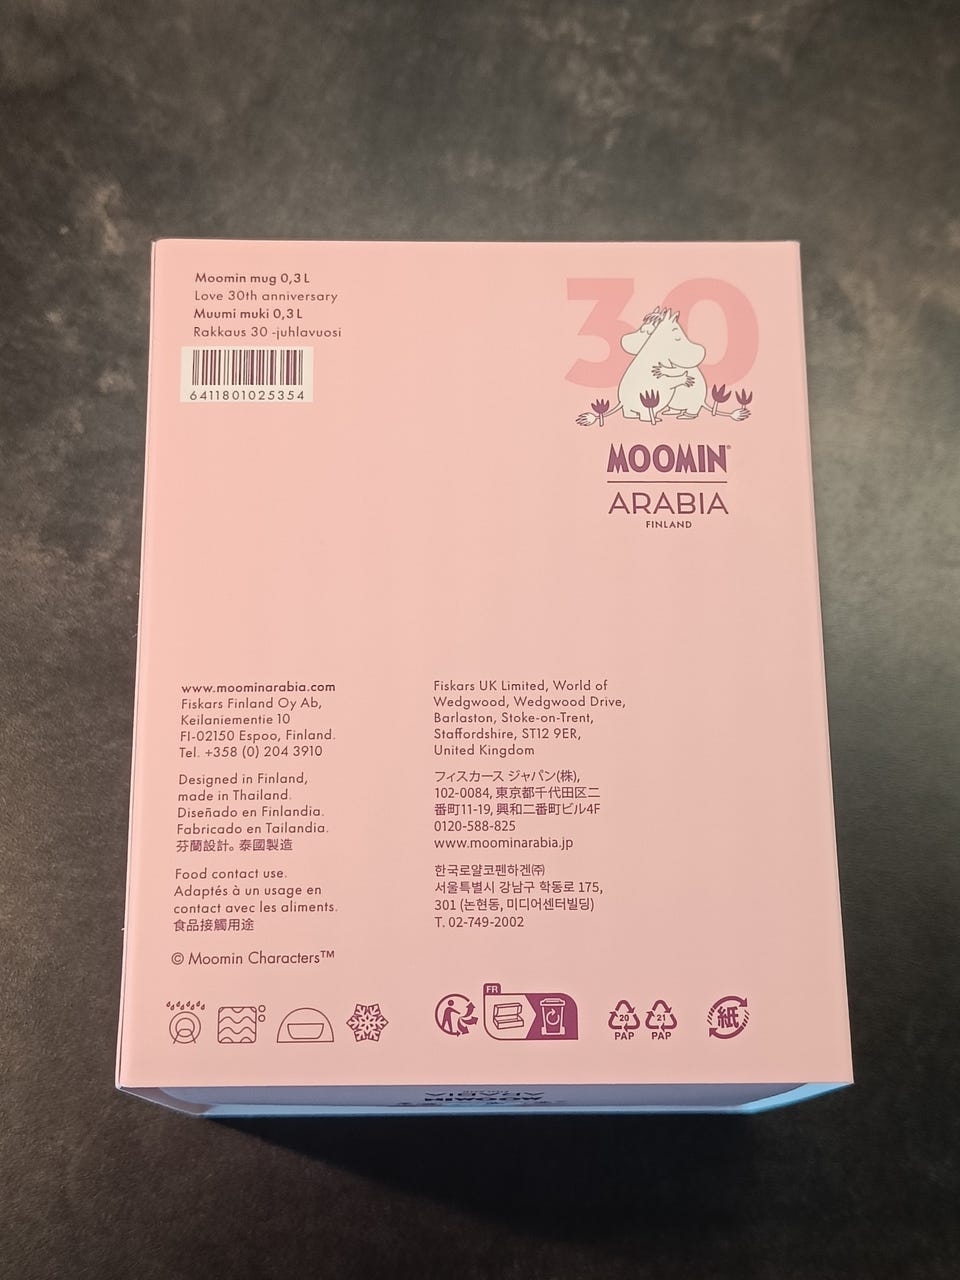 Moomin mug 0,3 L
Love 30th anniversary
Muumi muki 0,3 L
Rakkaus 30 -juhlavuosi
6411801025354
30
MOOMIN®
ARABIA
FINLAND
www.moominarabia.com
Fiskars Finland Oy Ab,
Keilaniementie 10
FI-02150 Espoo, Finland.
Tel. +358 (0) 204 3910
Designed in Finland,
made in Thailand.
Diseñado en Finlandia.
Fabricado en Tailandia.
芬蘭設計。泰國製造
Food contact use.
Adaptés à un usage en
contact avec les aliments.
食品接觸用途
© Moomin Characters™
Fiskars UK Limited, World of
Wedgwood, Wedgwood Drive,
Barlaston, Stoke-on-Trent,
Staffordshire, ST12 9ER,
United Kingdom
フィスカース ジャパン(株),
102-0084, 東京都千代田区二
番町11-19, 興和二番町ビル4F
0120-588-825
www.moominarabia.jp
한국로얄코펜하겐㈜
서울특별시 강남구 학동로 175,
301 (논현동, 미디어센터빌딩)
T. 02-749-2002
FR
20
PAP
21
PAP
紙
MOOMIN
ARABIA